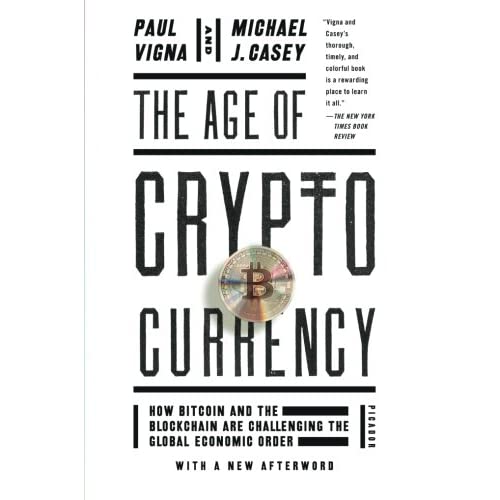 PAUL
VIGNA
AND
MICHAEL
J. CASEY
"Vigna and
Casey's
thorough,
timely, and
colorful book
is a rewarding
place to learn
it all."
—THE NEW YORK
TIMES BOOK
REVIEW
THE AGE OF
CRYPTO
CURRENCY
HOW BITCOIN AND THE
BLOCKCHAIN ARE CHALLENGING THE
GLOBAL ECONOMIC ORDER
PICADOR
WITH A NEW AFTERWORD